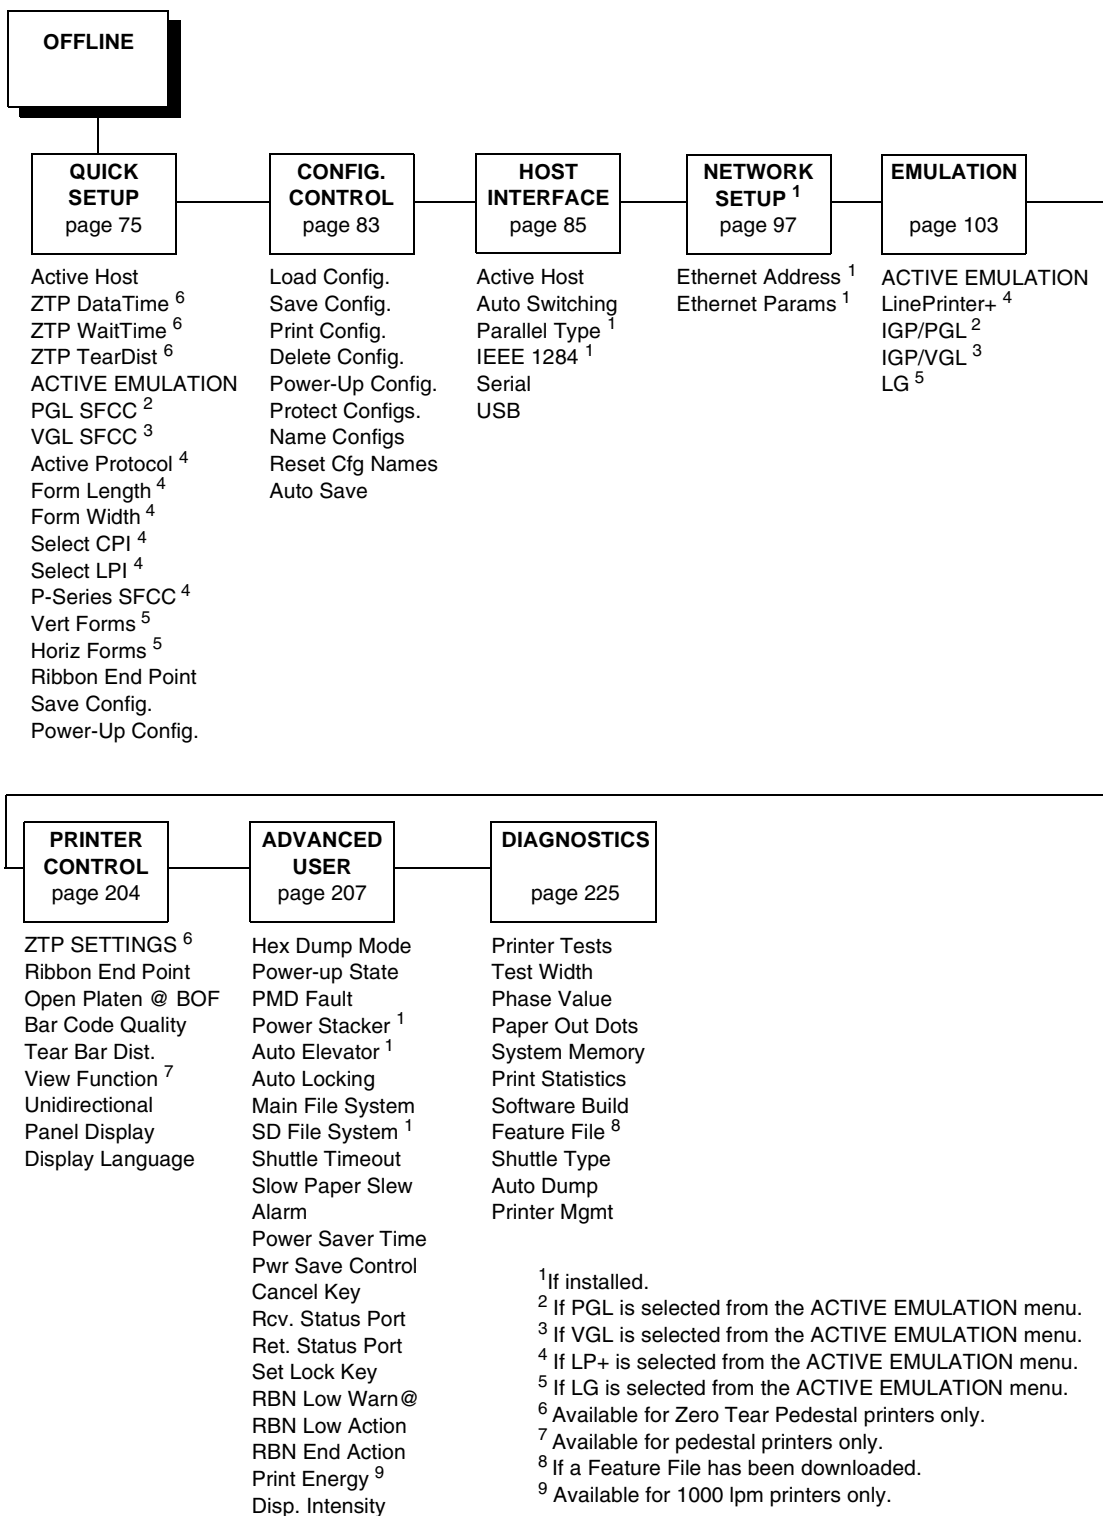 OFFLINE
QUICK
SETUP
page 75
Active Host
ZTP DataTime 6
ZTP WaitTime 6
ZTP TearDist 6
ACTIVE EMULATION
PGL SFCC 2
VGL SFCC 3
Active Protocol 4
Form Length 4
Form Width 4
Select CPI 4
Select LPI 4
P-Series SFCC 4
Vert Forms 5
Horiz Forms 5
Ribbon End Point
Save Config.
Power-Up Config.
CONFIG.
CONTROL
page 83
Load Config.
Save Config.
Print Config.
Delete Config.
Power-Up Config.
Protect Configs.
Name Configs
Reset Cfg Names
Auto Save
HOST
INTERFACE
page 85
Active Host
Auto Switching
Parallel Type 1
IEEE 1284 1
Serial
USB
NETWORK
SETUP 1
page 97
Ethernet Address 1
Ethernet Params 1
EMULATION
page 103
ACTIVE EMULATION
LinePrinter+ 4
IGP/PGL 2
IGP/VGL 3
LG 5
PRINTER
CONTROL
page 204
ZTP SETTINGS 6
Ribbon End Point
Open Platen @ BOF
Bar Code Quality
Tear Bar Dist.
View Function 7
Unidirectional
Panel Display
Display Language
ADVANCED
USER
page 207
Hex Dump Mode
Power-up State
PMD Fault
Power Stacker 1
Auto Elevator 1
Auto Locking
Main File System
SD File System 1
Shuttle Timeout
Slow Paper Slew
Alarm
Power Saver Time
Pwr Save Control
Cancel Key
Rcv. Status Port
Ret. Status Port
Set Lock Key
RBN Low Warn@
RBN Low Action
RBN End Action
Print Energy 9
Disp. Intensity
DIAGNOSTICS
page 225
Printer Tests
Test Width
Phase Value
Paper Out Dots
System Memory
Print Statistics
Software Build
Feature File 8
Shuttle Type
Auto Dump
Printer Mgmt
1If installed.
2 If PGL is selected from the ACTIVE EMULATION menu.
3 If VGL is selected from the ACTIVE EMULATION menu.
4 If LP+ is selected from the ACTIVE EMULATION menu.
5 If LG is selected from the ACTIVE EMULATION menu.
6 Available for Zero Tear Pedestal printers only.
7 Available for pedestal printers only.
8 If a Feature File has been downloaded.
9 Available for 1000 lpm printers only.